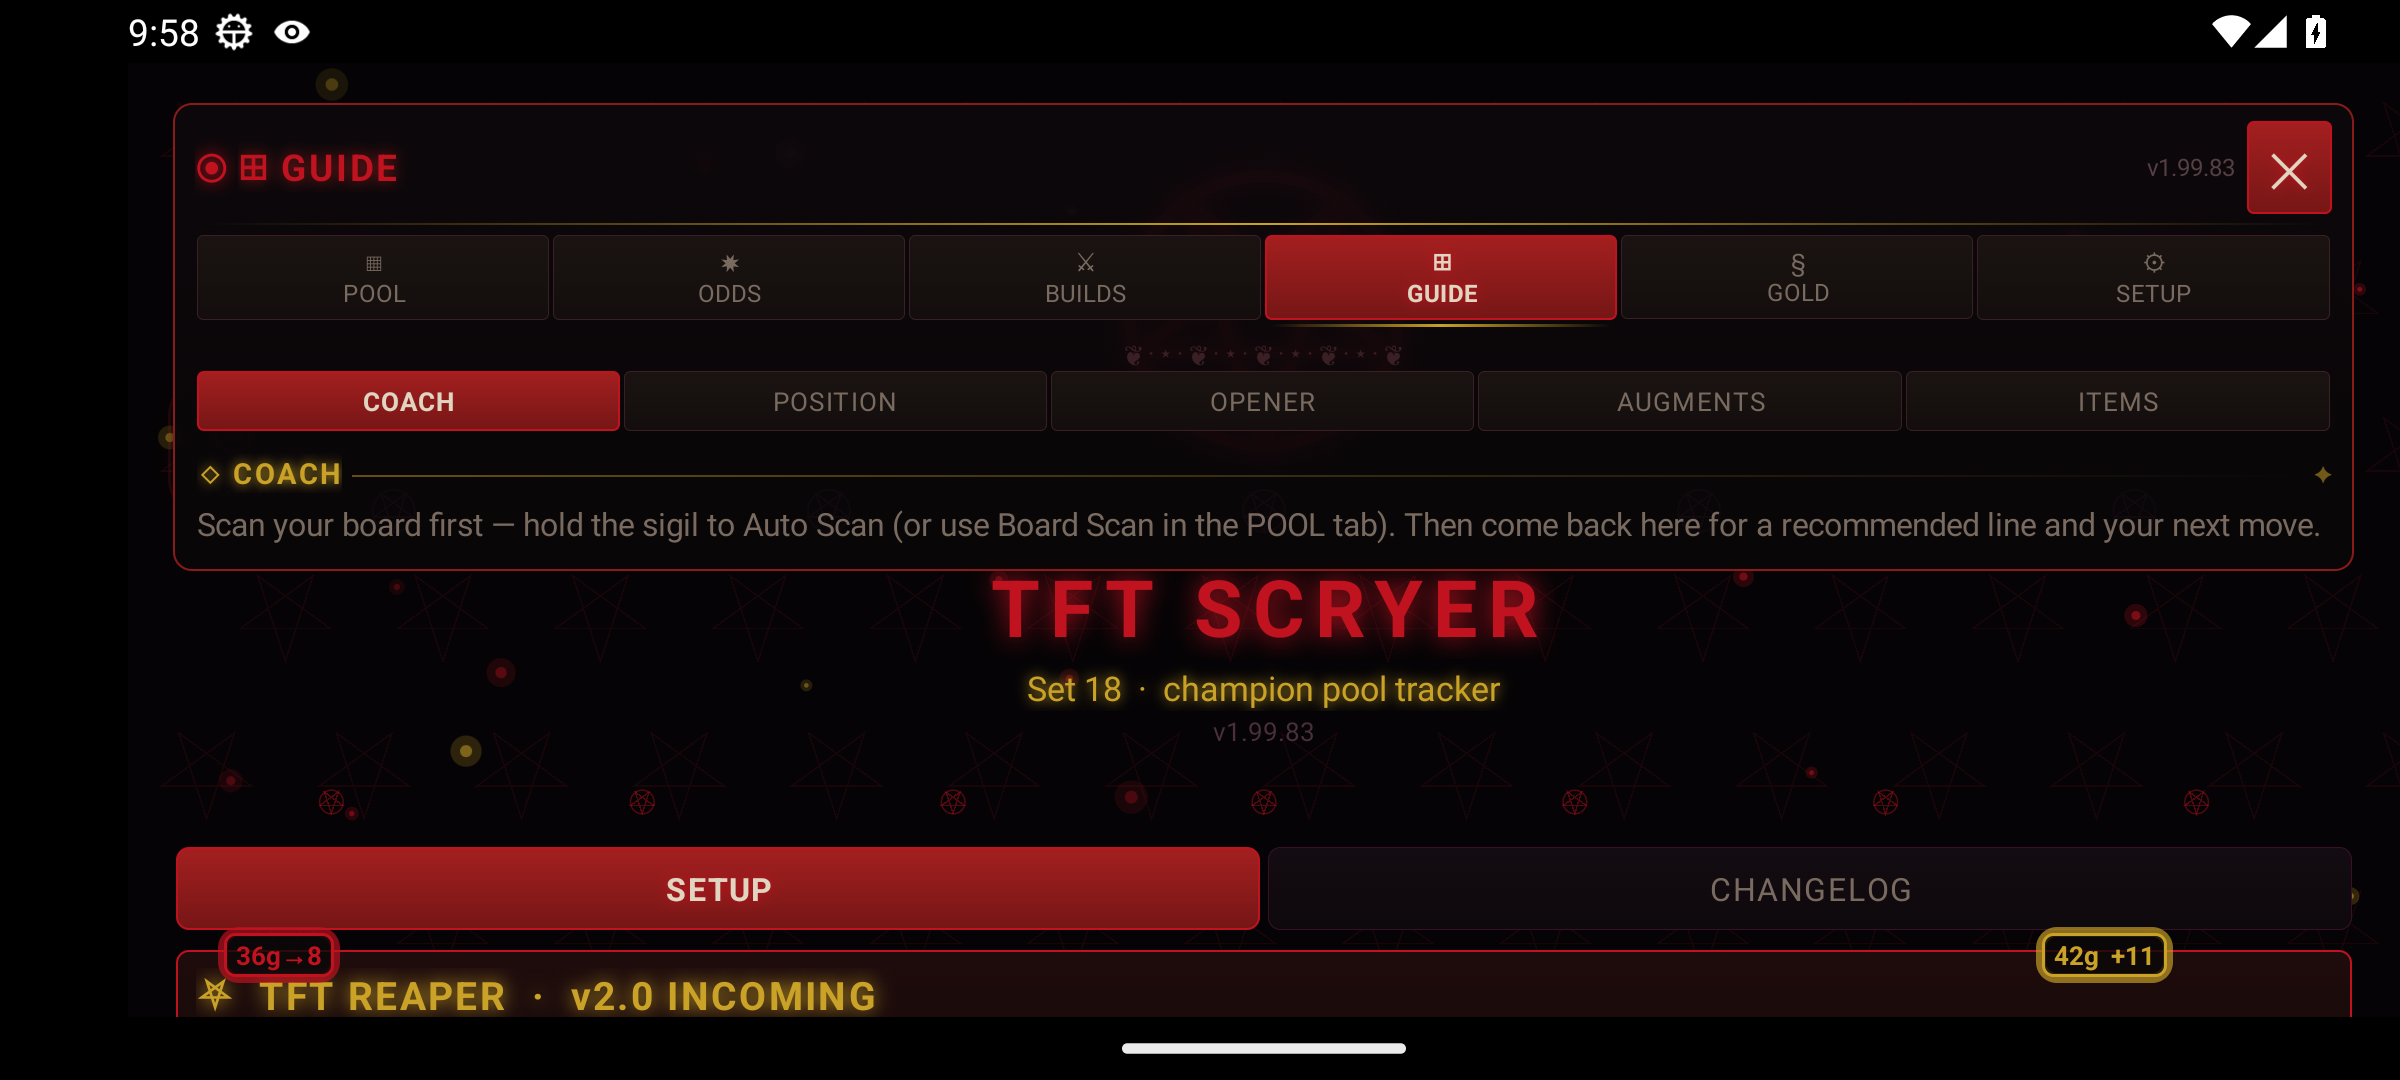 9:58
GUIDE
v1.99.83
POOL
ODDS
BUILDS
GUIDE
§
GOLD
SETUP
COACH
POSITION
OPENER
AUGMENTS
ITEMS
COACH
Scan your board first — hold the sigil to Auto Scan (or use Board Scan in the POOL tab). Then come back here for a recommended line and your next move.
TFT SCRYER
Set 18 · champion pool tracker
v1.99.83
SETUP
CHANGELOG
36g→8
42g +11
TFT REAPER · v2.0 INCOMING